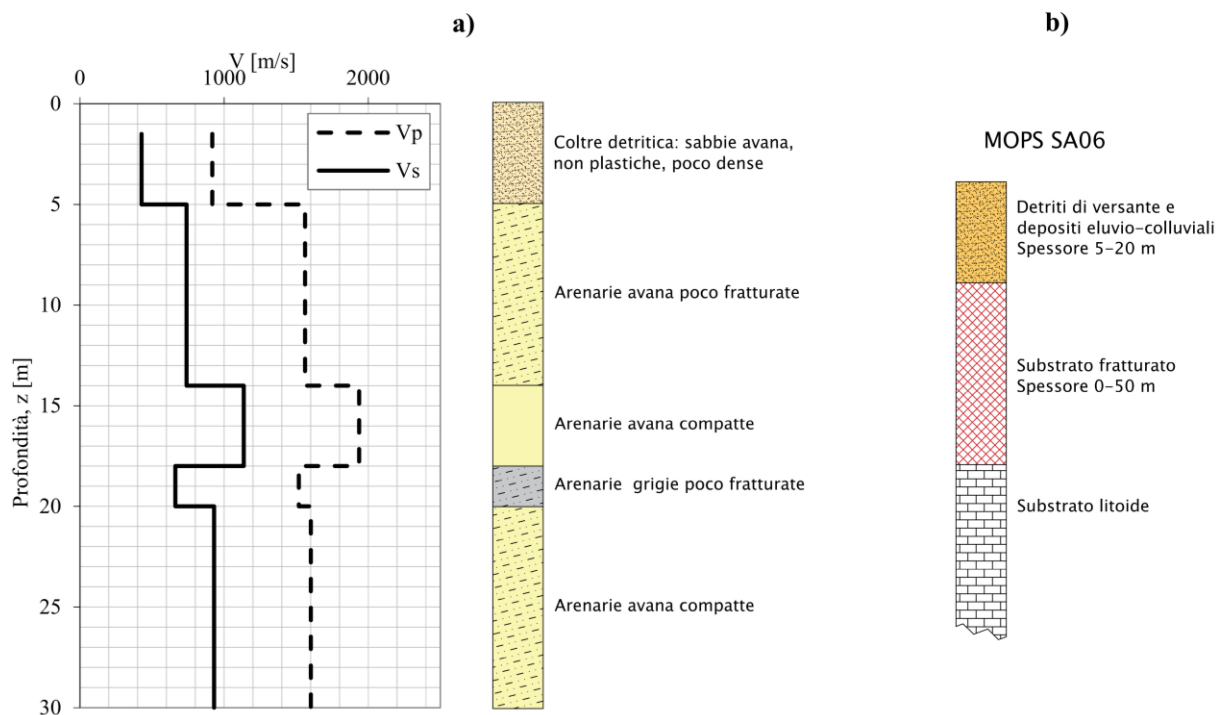 a)
b)
V [m/s]
0
1000
2000
0
5
10
15
20
25
30
Profondità, z [m]
Vp
Vs
Coltre detritica: sabbie avana,
non plastiche, poco dense
Arenarie avana poco fratturate
Arenarie avana compatte
Arenarie grigie poco fratturate
Arenarie avana compatte
MOPS SA06
Detriti di versante e
depositi eluvio-colluviali
Spessore 5-20 m
Substrato fratturato
Spessore 0-50 m
Substrato litoide